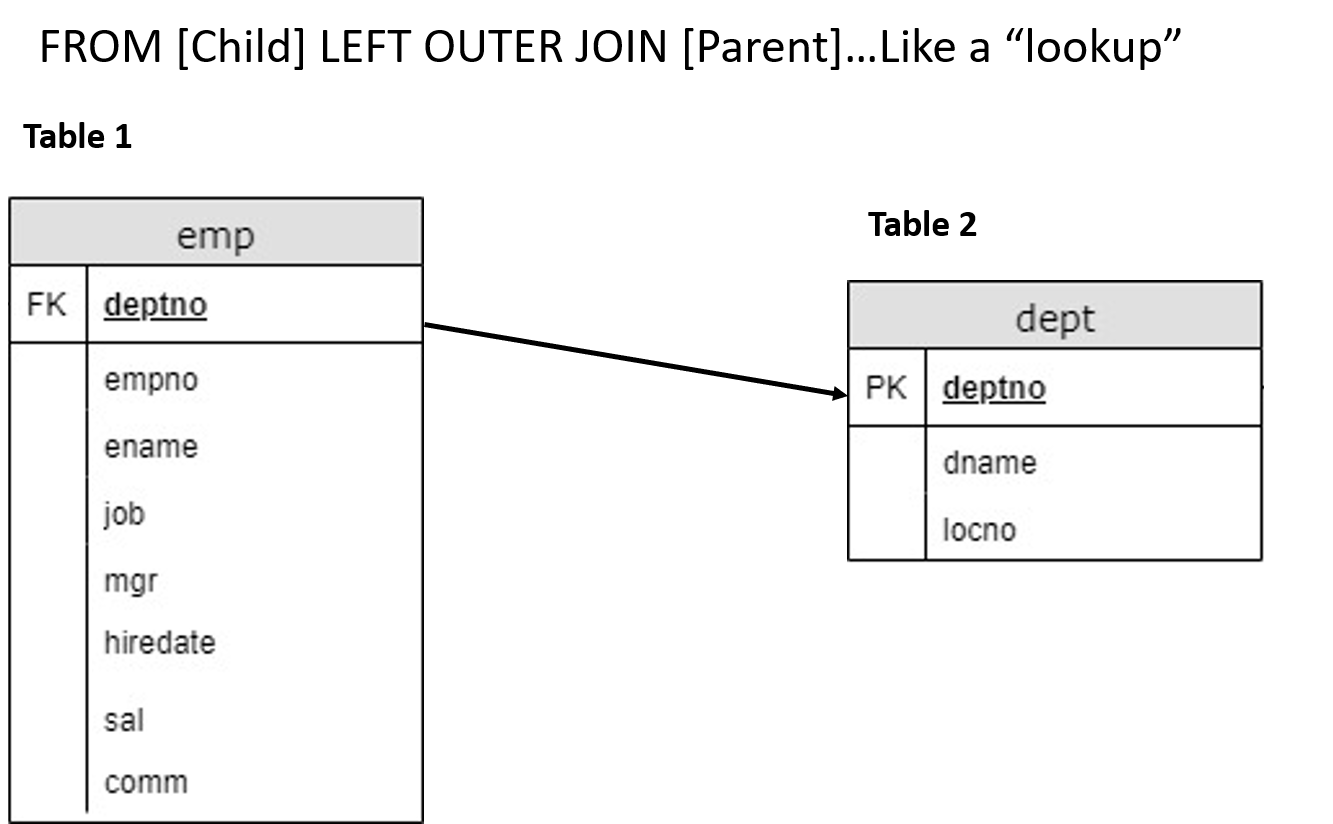 FROM [Child] LEFT OUTER JOIN [Parent]...Like a “lookup”
Table 1
emp
FK deptno
empno
ename
job
mgr
hiredate
sal
comm
Table 2
dept
PK deptno
dname
locno